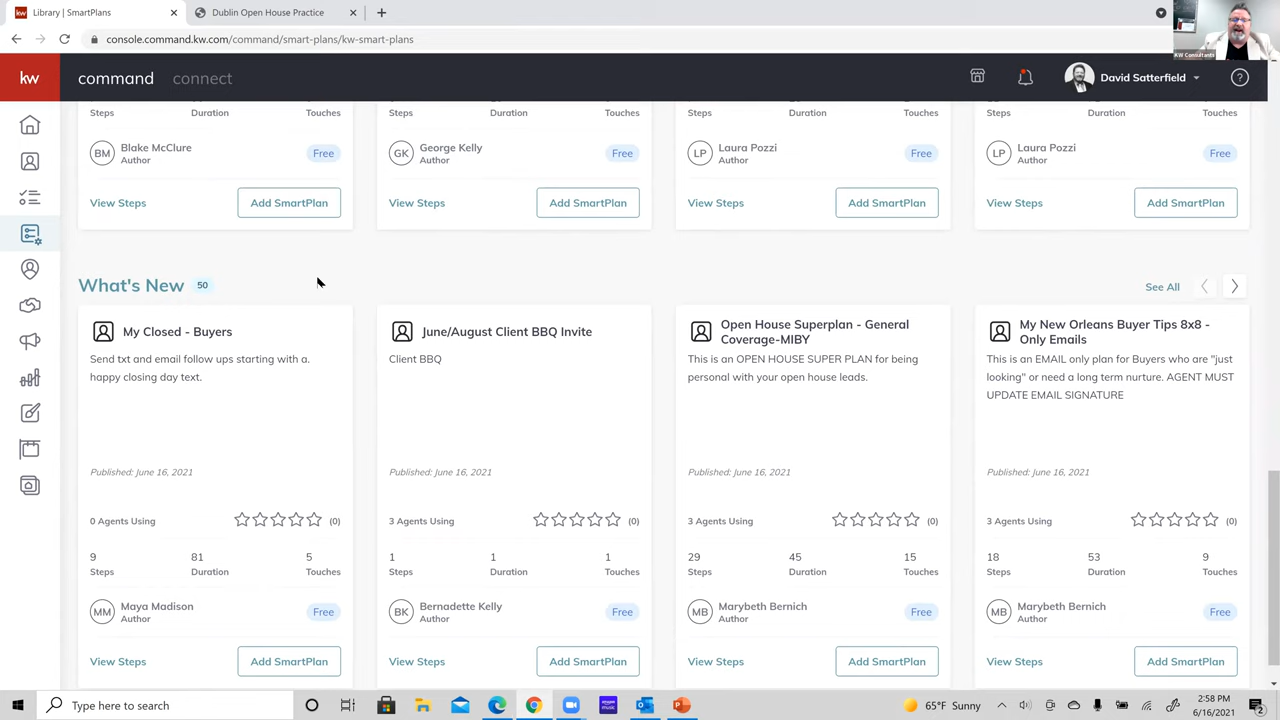 Library | SmartPlans
Dublin Open House Practice
console.command.kw.com/command/smart-plans/kw-smart-plans
KW Consultants
kw
command
connect
David Satterfield
Steps
Duration
Touches
Steps
Duration
Touches
Steps
Duration
Touches
Steps
Duration
Touches
BM
Blake McClure
Author
Free
GK
George Kelly
Author
Free
LP
Laura Pozzi
Author
Free
LP
Laura Pozzi
Author
Free
View Steps
Add SmartPlan
View Steps
Add SmartPlan
View Steps
Add SmartPlan
View Steps
Add SmartPlan
What's New
50
See All
My Closed - Buyers
Send txt and email follow ups starting with a.
happy closing day text.
Published: June 16, 2021
0 Agents Using
(0)
9
81
5
Steps
Duration
Touches
MM
Maya Madison
Author
Free
View Steps
Add SmartPlan
June/August Client BBQ Invite
Client BBQ
Published: June 16, 2021
3 Agents Using
(0)
1
1
1
Steps
Duration
Touches
BK
Bernadette Kelly
Author
Free
View Steps
Add SmartPlan
Open House Superplan - General
Coverage-MIBY
This is an OPEN HOUSE SUPER PLAN for being
personal with your open house leads.
Published: June 16, 2021
3 Agents Using
(0)
29
45
15
Steps
Duration
Touches
MB
Marybeth Bernich
Author
Free
View Steps
Add SmartPlan
My New Orleans Buyer Tips 8x8 -
Only Emails
This is an EMAIL only plan for Buyers who are "just
looking" or need a long term nurture. AGENT MUST
UPDATE EMAIL SIGNATURE
Published: June 16, 2021
3 Agents Using
(0)
18
53
9
Steps
Duration
Touches
MB
Marybeth Bernich
Author
Free
View Steps
Add SmartPlan
Type here to search
65°F Sunny
2:58 PM
6/16/2021
2